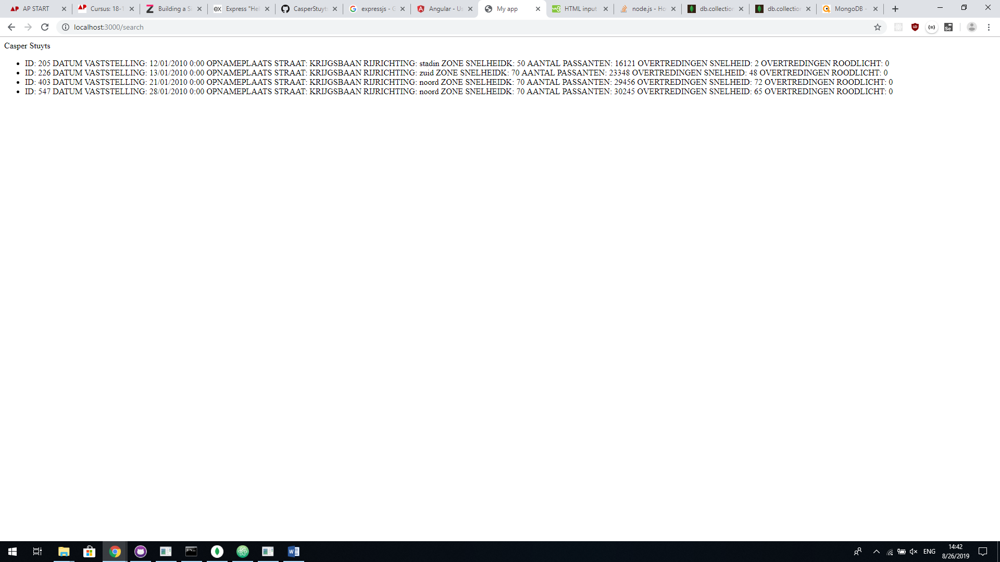 AP START
Cursus: 18-1
Building a Si
Express "Hel
CasperStuyt
expressjs - G
Angular - Us
My app
HTML input
node.js - Ho
db.collection
db.collection
MongoDB -
localhost:3000/search
Casper Stuyts
• ID: 205 DATUM VASTSTELLING: 12/01/2010 0:00 OPNAMEPLAATS STRAAT: KRIJGSBAAN RIJRICHTING: stadin ZONE SNELHEIDK: 50 AANTAL PASSANTEN: 16121 OVERTREDINGEN SNELHEID: 2 OVERTREDINGEN ROODLICHT: 0
• ID: 226 DATUM VASTSTELLING: 13/01/2010 0:00 OPNAMEPLAATS STRAAT: KRIJGSBAAN RIJRICHTING: zuid ZONE SNELHEIDK: 70 AANTAL PASSANTEN: 23348 OVERTREDINGEN SNELHEID: 48 OVERTREDINGEN ROODLICHT: 0
• ID: 403 DATUM VASTSTELLING: 21/01/2010 0:00 OPNAMEPLAATS STRAAT: KRIJGSBAAN RIJRICHTING: noord ZONE SNELHEIDK: 70 AANTAL PASSANTEN: 29456 OVERTREDINGEN SNELHEID: 72 OVERTREDINGEN ROODLICHT: 0
• ID: 547 DATUM VASTSTELLING: 28/01/2010 0:00 OPNAMEPLAATS STRAAT: KRIJGSBAAN RIJRICHTING: noord ZONE SNELHEIDK: 70 AANTAL PASSANTEN: 30245 OVERTREDINGEN SNELHEID: 65 OVERTREDINGEN ROODLICHT: 0
ENG
14:42
8/26/2019